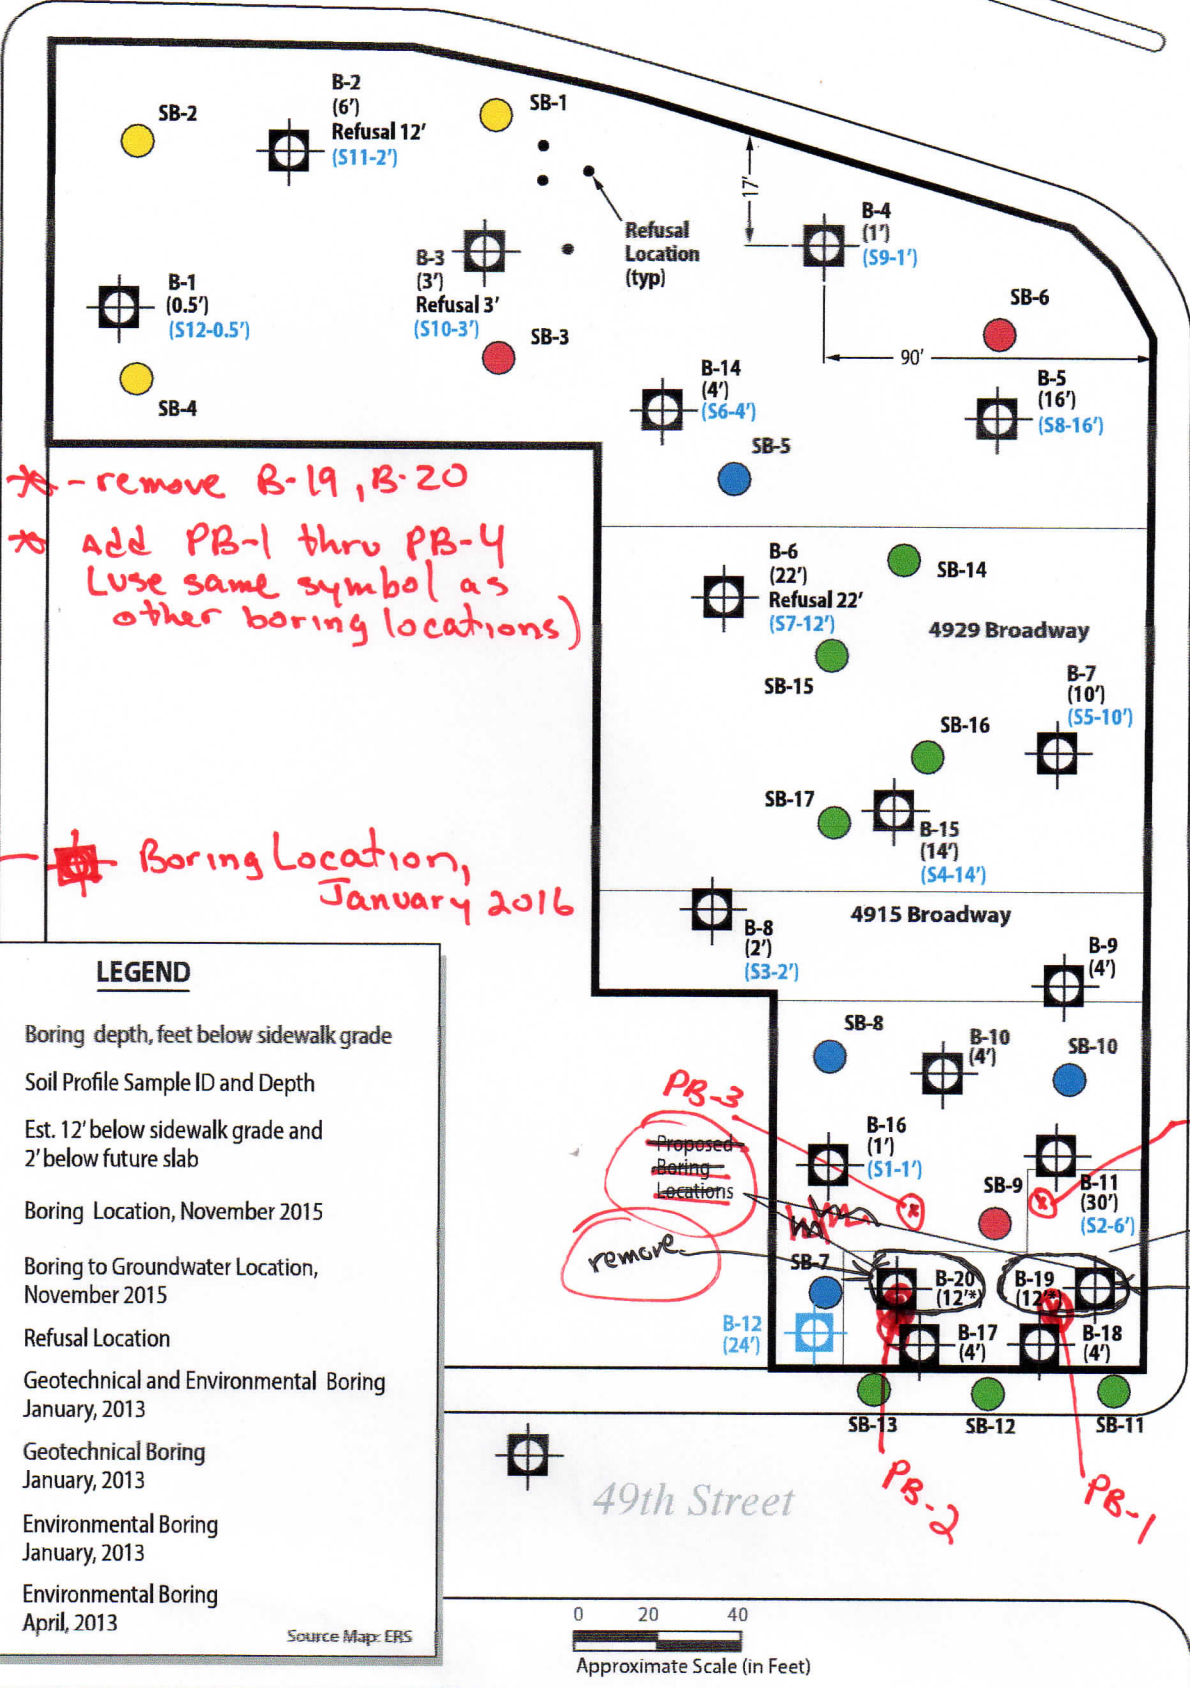 SB-2
B-2
(6')
Refusal 12'
(S11-2')
SB-1
Refusal
Location
(typ)
17'
B-4
(1')
(S9-1')
B-1
(0.5')
(S12-0.5')
B-3
(3')
Refusal 3'
(S10-3')
SB-3
SB-4
SB-6
90'
B-14
(4')
(S6-4')
B-5
(16')
(S8-16')
SB-5
* - remove B-19, B-20
* Add PB-1 thru PB-4
(use same symbol as
other boring locations)
B-6
(22')
Refusal 22'
(S7-12')
SB-14
4929 Broadway
SB-15
B-7
(10')
(S5-10')
SB-16
SB-17
B-15
(14')
(S4-14')
Boring Location,
January 2016
4915 Broadway
B-8
(2')
(S3-2')
B-9
(4')
SB-8
B-10
(4')
SB-10
PB-3
Proposed
Boring
Locations
B-16
(1')
(S1-1')
SB-9
B-11
(30')
(S2-6')
remove
SB-7
B-20
(12'*)
B-19
(12'*)
B-12
(24')
B-17
(4')
B-18
(4')
SB-13
SB-12
SB-11
PB-2
PB-1
49th Street
LEGEND
Boring depth, feet below sidewalk grade
Soil Profile Sample ID and Depth
Est. 12' below sidewalk grade and
2' below future slab
Boring Location, November 2015
Boring to Groundwater Location,
November 2015
Refusal Location
Geotechnical and Environmental Boring
January, 2013
Geotechnical Boring
January, 2013
Environmental Boring
January, 2013
Environmental Boring
April, 2013
Source Map: ERS
0 20 40
Approximate Scale (in Feet)